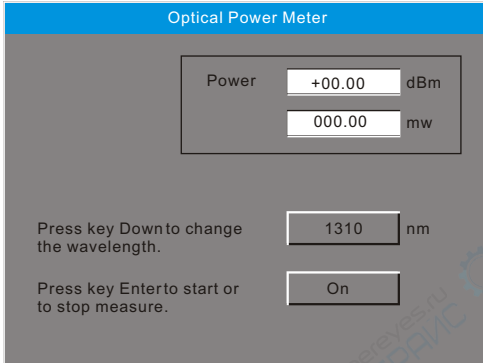 Optical Power Meter
Power +00.00 dBm
000.00 mw
Press key Down to change 1310 nm
the wavelength.
Press key Enter to start or On
to stop measure.